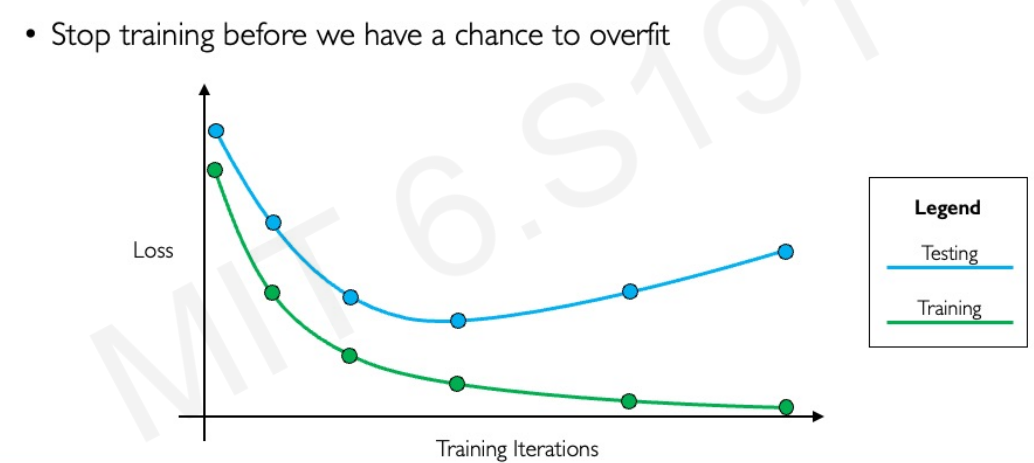 • Stop training before we have a chance to overfit
MIT 6.S191
Loss
Legend
Testing
Training
Training Iterations